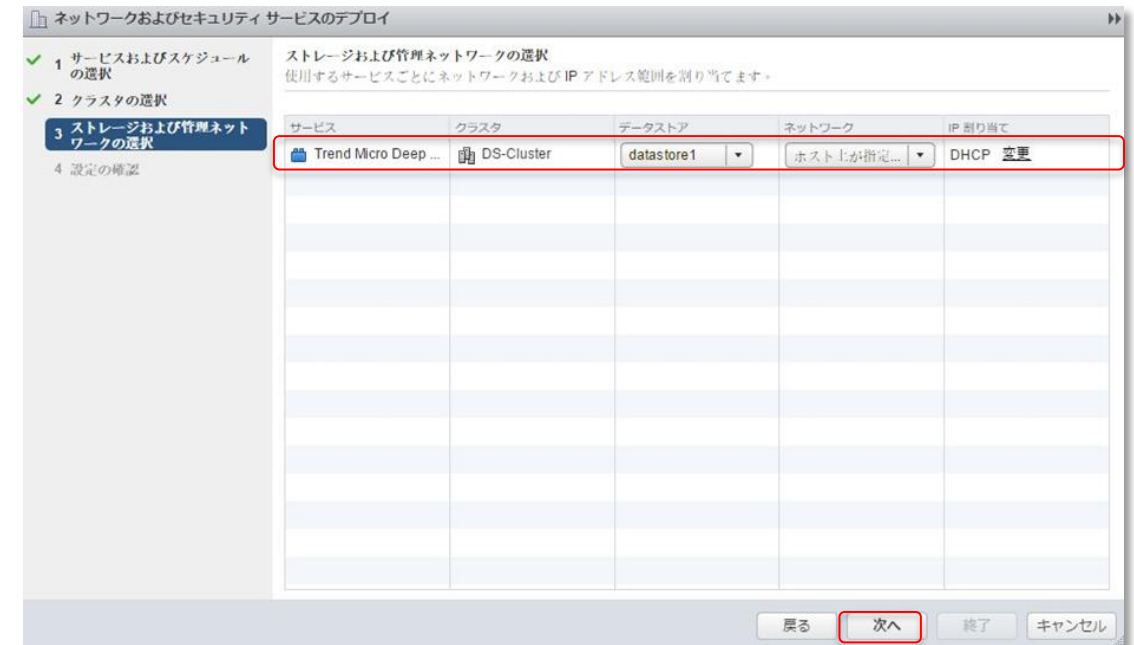 ネットワークおよびセキュリティ サービスのデプロイ
1 サービスおよびスケジュール
の選択
2 クラスタの選択
3 ストレージおよび管理ネット
ワークの選択
4 設定の確認
ストレージおよび管理ネットワークの選択
使用するサービスごとにネットワークおよび IP アドレス範囲を割り当てます。
サービス クラスタ データストア ネットワーク IP 割り当て
Trend Micro Deep ... DS-Cluster datastore1 ホスト上が指定... DHCP 変更
戻る 次へ 終了 キャンセル